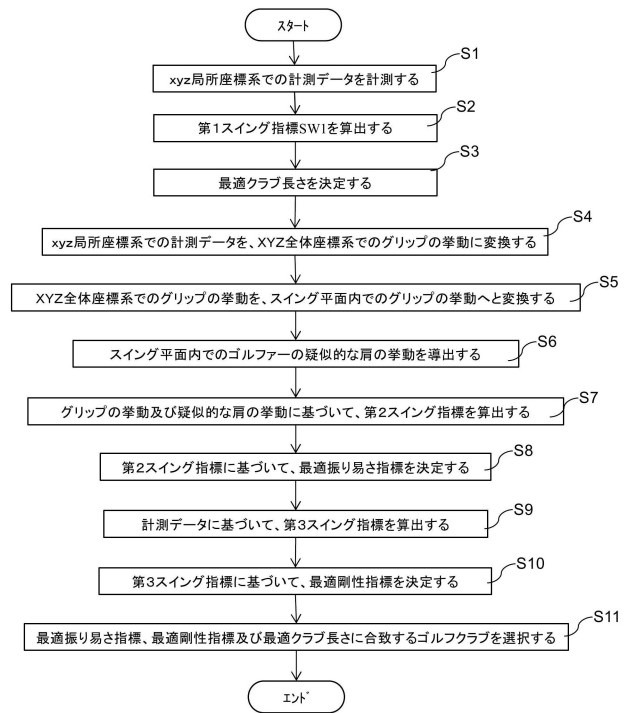 スタート
S1
xyz局所座標系での計測データを計測する
S2
第1スイング指標SW1を算出する
S3
最適クラブ長さを決定する
S4
xyz局所座標系での計測データを、XYZ全体座標系でのグリップの挙動に変換する
S5
XYZ全体座標系でのグリップの挙動を、スイング平面内でのグリップの挙動へと変換する
S6
スイング平面内でのゴルファーの疑似的な肩の挙動を導出する
S7
グリップの挙動及び疑似的な肩の挙動に基づいて、第2スイング指標を算出する
S8
第2スイング指標に基づいて、最適振り易さ指標を決定する
S9
計測データに基づいて、第3スイング指標を算出する
S10
第3スイング指標に基づいて、最適剛性指標を決定する
S11
最適振り易さ指標、最適剛性指標及び最適クラブ長さに合致するゴルフクラブを選択する
エンド